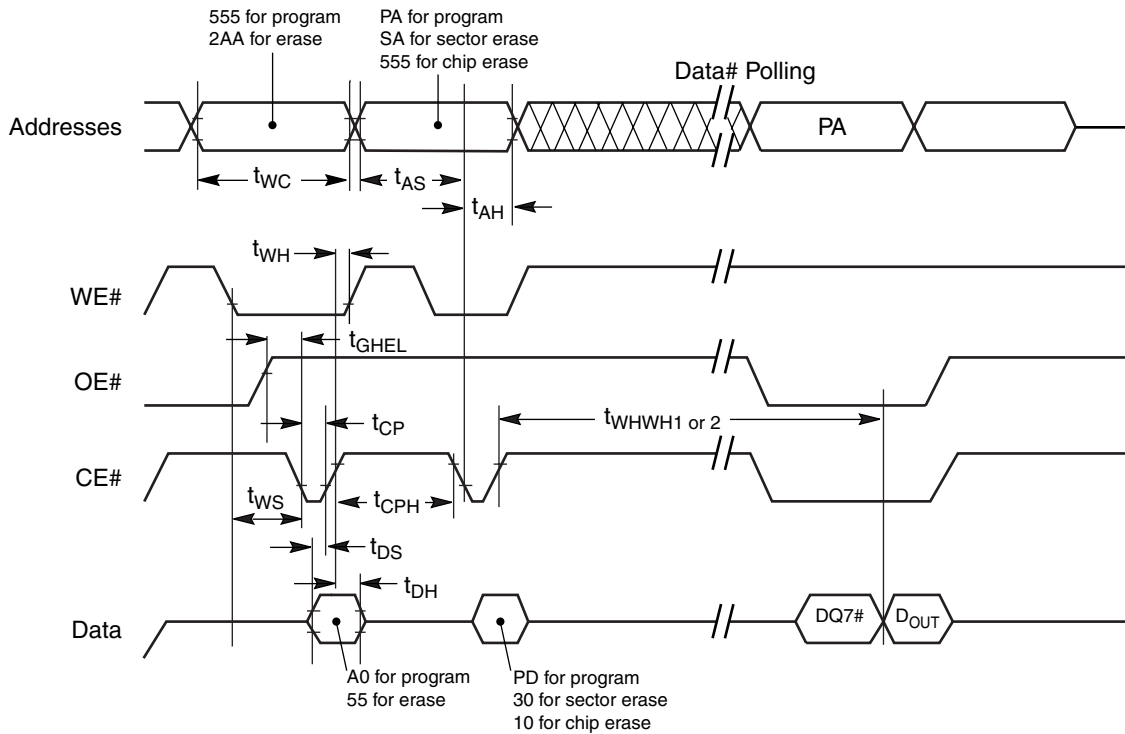 555 for program
2AA for erase
PA for program
SA for sector erase
555 for chip erase
Data# Polling
Addresses
PA
tWC
tAS
tAH
tWH
WE#
tGHEL
OE#
tWHWH1 or 2
tCP
CE#
tWS
tCPH
tDS
tDH
Data
DQ7#
DOUT
A0 for program
55 for erase
PD for program
30 for sector erase
10 for chip erase